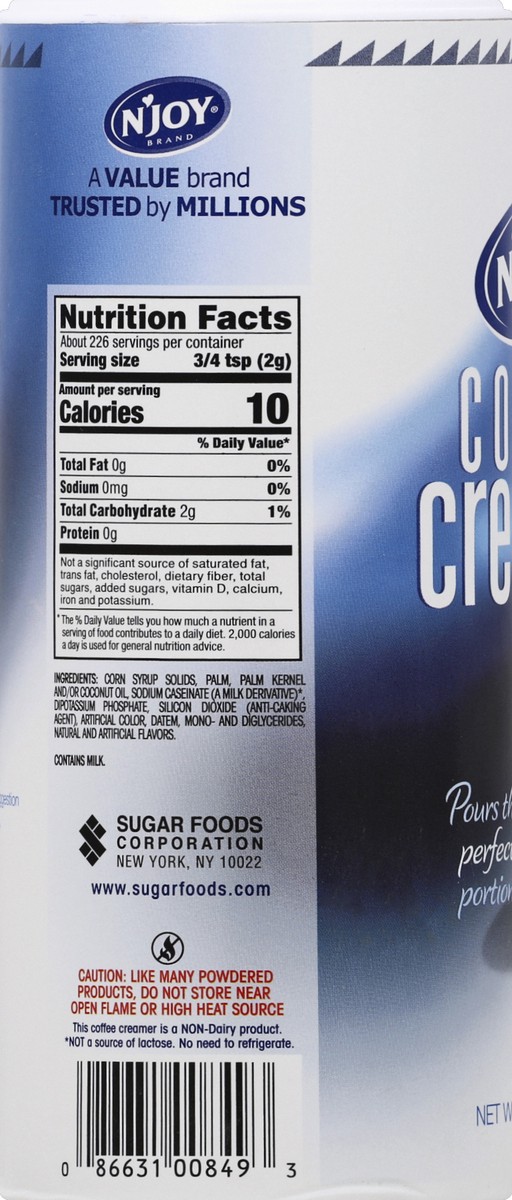 N'JOY®
BRAND
A VALUE brand
TRUSTED by MILLIONS
Nutrition Facts
About 226 servings per container
Serving size 3/4 tsp (2g)
Amount per serving
Calories 10
% Daily Value*
Total Fat 0g 0%
Sodium 0mg 0%
Total Carbohydrate 2g 1%
Protein 0g
Not a significant source of saturated fat,
trans fat, cholesterol, dietary fiber, total
sugars, added sugars, vitamin D, calcium,
iron and potassium.
*The % Daily Value tells you how much a nutrient in a
serving of food contributes to a daily diet. 2,000 calories
a day is used for general nutrition advice.
INGREDIENTS: CORN SYRUP SOLIDS, PALM, PALM KERNEL
AND/OR COCONUT OIL, SODIUM CASEINATE (A MILK DERIVATIVE)*,
DIPOTASSIUM PHOSPHATE, SILICON DIOXIDE (ANTI-CAKING
AGENT), ARTIFICIAL COLOR, DATEM, MONO- AND DIGLYCERIDES,
NATURAL AND ARTIFICIAL FLAVORS.
CONTAINS MILK.
SUGAR FOODS
CORPORATION
NEW YORK, NY 10022
www.sugarfoods.com
CAUTION: LIKE MANY POWDERED
PRODUCTS, DO NOT STORE NEAR
OPEN FLAME OR HIGH HEAT SOURCE
This coffee creamer is a NON-Dairy product.
*NOT a source of lactose. No need to refrigerate.
0 86631 00849 3
N
co
cre
Pours th
perfec
portion
NET W